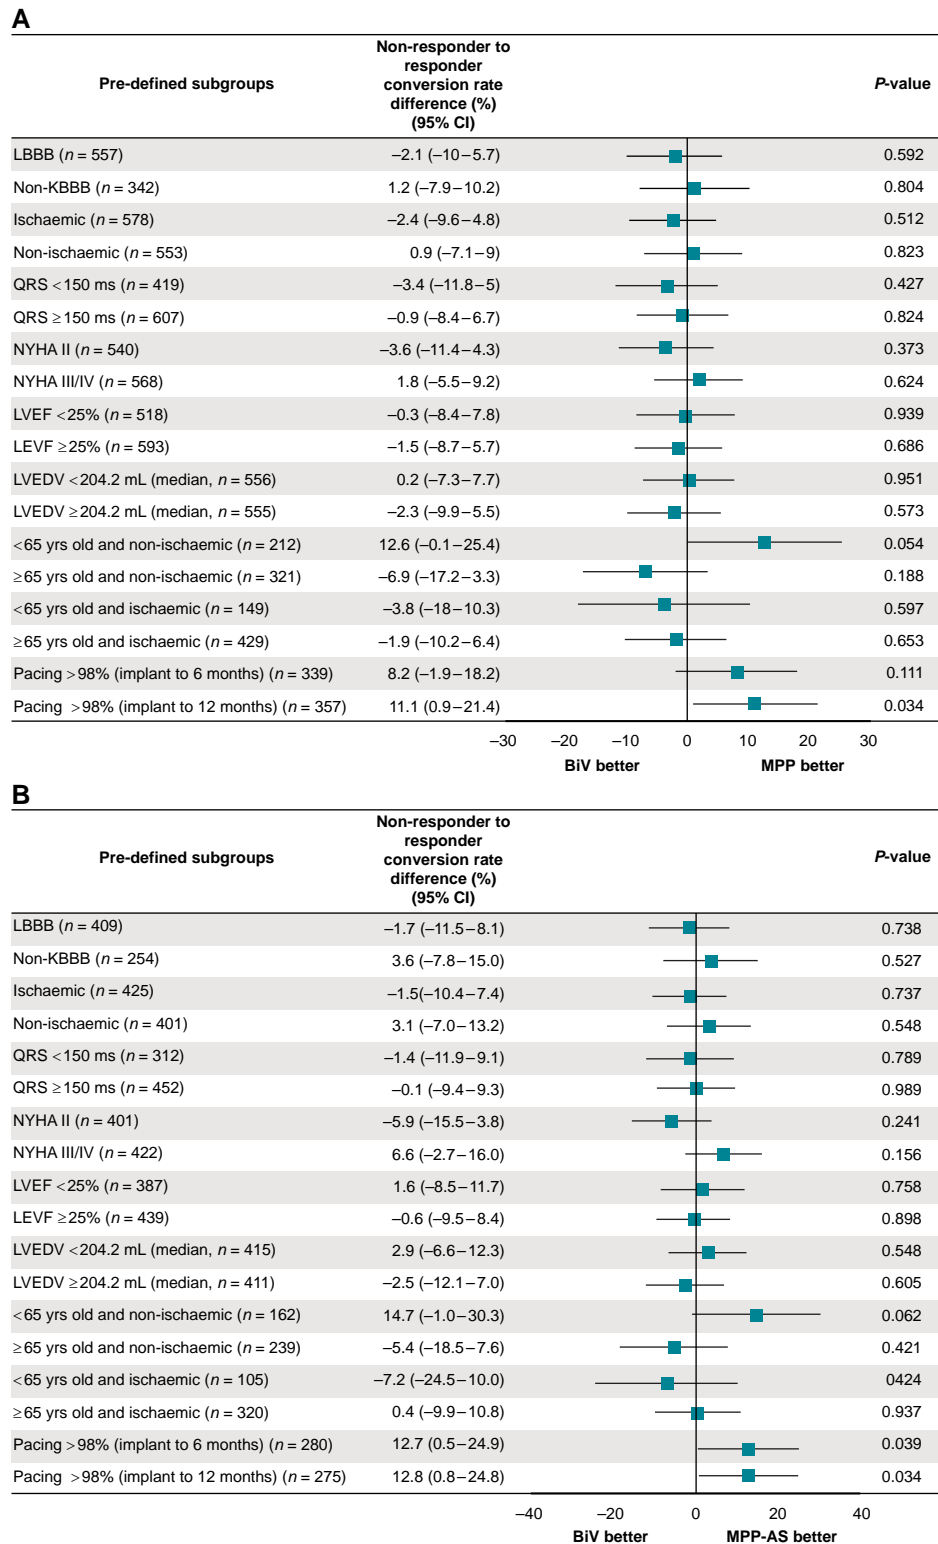 A
Pre-defined subgroups
Non-responder to
responder
conversion rate
difference (%)
(95% CI)
P-value
LBBB (n = 557) –2.1 (–10–5.7) 0.592
Non-KBBB (n = 342) 1.2 (–7.9–10.2) 0.804
Ischaemic (n = 578) –2.4 (–9.6–4.8) 0.512
Non-ischaemic (n = 553) 0.9 (–7.1–9) 0.823
QRS <150 ms (n = 419) –3.4 (–11.8–5) 0.427
QRS ≥150 ms (n = 607) –0.9 (–8.4–6.7) 0.824
NYHA II (n = 540) –3.6 (–11.4–4.3) 0.373
NYHA III/IV (n = 568) 1.8 (–5.5–9.2) 0.624
LVEF <25% (n = 518) –0.3 (–8.4–7.8) 0.939
LEVF ≥25% (n = 593) –1.5 (–8.7–5.7) 0.686
LVEDV <204.2 mL (median, n = 556) 0.2 (–7.3–7.7) 0.951
LVEDV ≥204.2 mL (median, n = 555) –2.3 (–9.9–5.5) 0.573
<65 yrs old and non-ischaemic (n = 212) 12.6 (–0.1–25.4) 0.054
≥65 yrs old and non-ischaemic (n = 321) –6.9 (–17.2–3.3) 0.188
<65 yrs old and ischaemic (n = 149) –3.8 (–18–10.3) 0.597
≥65 yrs old and ischaemic (n = 429) –1.9 (–10.2–6.4) 0.653
Pacing >98% (implant to 6 months) (n = 339) 8.2 (–1.9–18.2) 0.111
Pacing >98% (implant to 12 months) (n = 357) 11.1 (0.9–21.4) 0.034
–30 –20 –10 0 10 20 30
BiV better MPP better
B
Pre-defined subgroups
Non-responder to
responder
conversion rate
difference (%)
(95% CI)
P-value
LBBB (n = 409) –1.7 (–11.5–8.1) 0.738
Non-KBBB (n = 254) 3.6 (–7.8–15.0) 0.527
Ischaemic (n = 425) –1.5(–10.4–7.4) 0.737
Non-ischaemic (n = 401) 3.1 (–7.0–13.2) 0.548
QRS <150 ms (n = 312) –1.4 (–11.9–9.1) 0.789
QRS ≥150 ms (n = 452) –0.1 (–9.4–9.3) 0.989
NYHA II (n = 401) –5.9 (–15.5–3.8) 0.241
NYHA III/IV (n = 422) 6.6 (–2.7–16.0) 0.156
LVEF <25% (n = 387) 1.6 (–8.5–11.7) 0.758
LEVF ≥25% (n = 439) –0.6 (–9.5–8.4) 0.898
LVEDV <204.2 mL (median, n = 415) 2.9 (–6.6–12.3) 0.548
LVEDV ≥204.2 mL (median, n = 411) –2.5 (–12.1–7.0) 0.605
<65 yrs old and non-ischaemic (n = 162) 14.7 (–1.0–30.3) 0.062
≥65 yrs old and non-ischaemic (n = 239) –5.4 (–18.5–7.6) 0.421
<65 yrs old and ischaemic (n = 105) –7.2 (–24.5–10.0) 0424
≥65 yrs old and ischaemic (n = 320) 0.4 (–9.9–10.8) 0.937
Pacing >98% (implant to 6 months) (n = 280) 12.7 (0.5–24.9) 0.039
Pacing >98% (implant to 12 months) (n = 275) 12.8 (0.8–24.8) 0.034
–40 –20 0 20 40
BiV better MPP-AS better